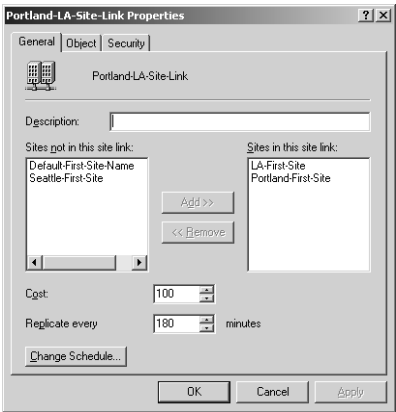 Portland-LA-Site-Link Properties
General Object Security
Portland-LA-Site-Link
Description:
Sites not in this site link:
Sites in this site link:
Default-First-Site-Name
Seattle-First-Site
LA-First-Site
Portland-First-Site
Add >>
<< Remove
Cost: 100
Replicate every 180 minutes
Change Schedule...
OK Cancel Apply